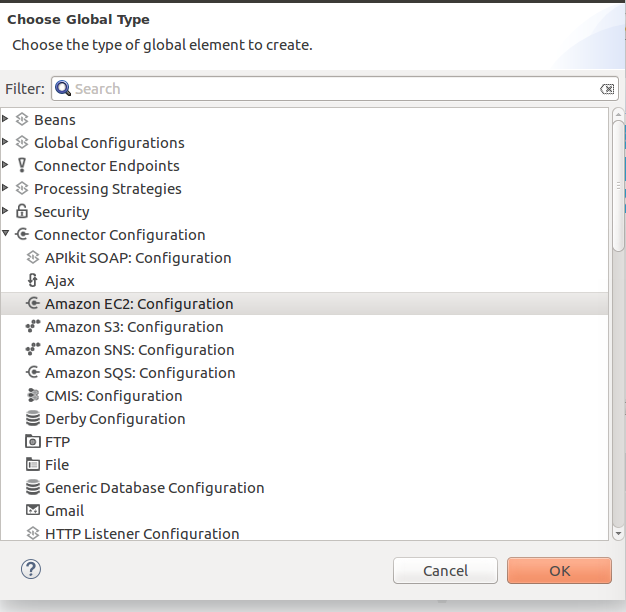 Choose Global Type
Choose the type of global element to create.
Filter: Search
Beans
Global Configurations
Connector Endpoints
Processing Strategies
Security
Connector Configuration
APIkit SOAP: Configuration
Ajax
Amazon EC2: Configuration
Amazon S3: Configuration
Amazon SNS: Configuration
Amazon SQS: Configuration
CMIS: Configuration
Derby Configuration
FTP
File
Generic Database Configuration
Gmail
HTTP Listener Configuration
? Cancel OK